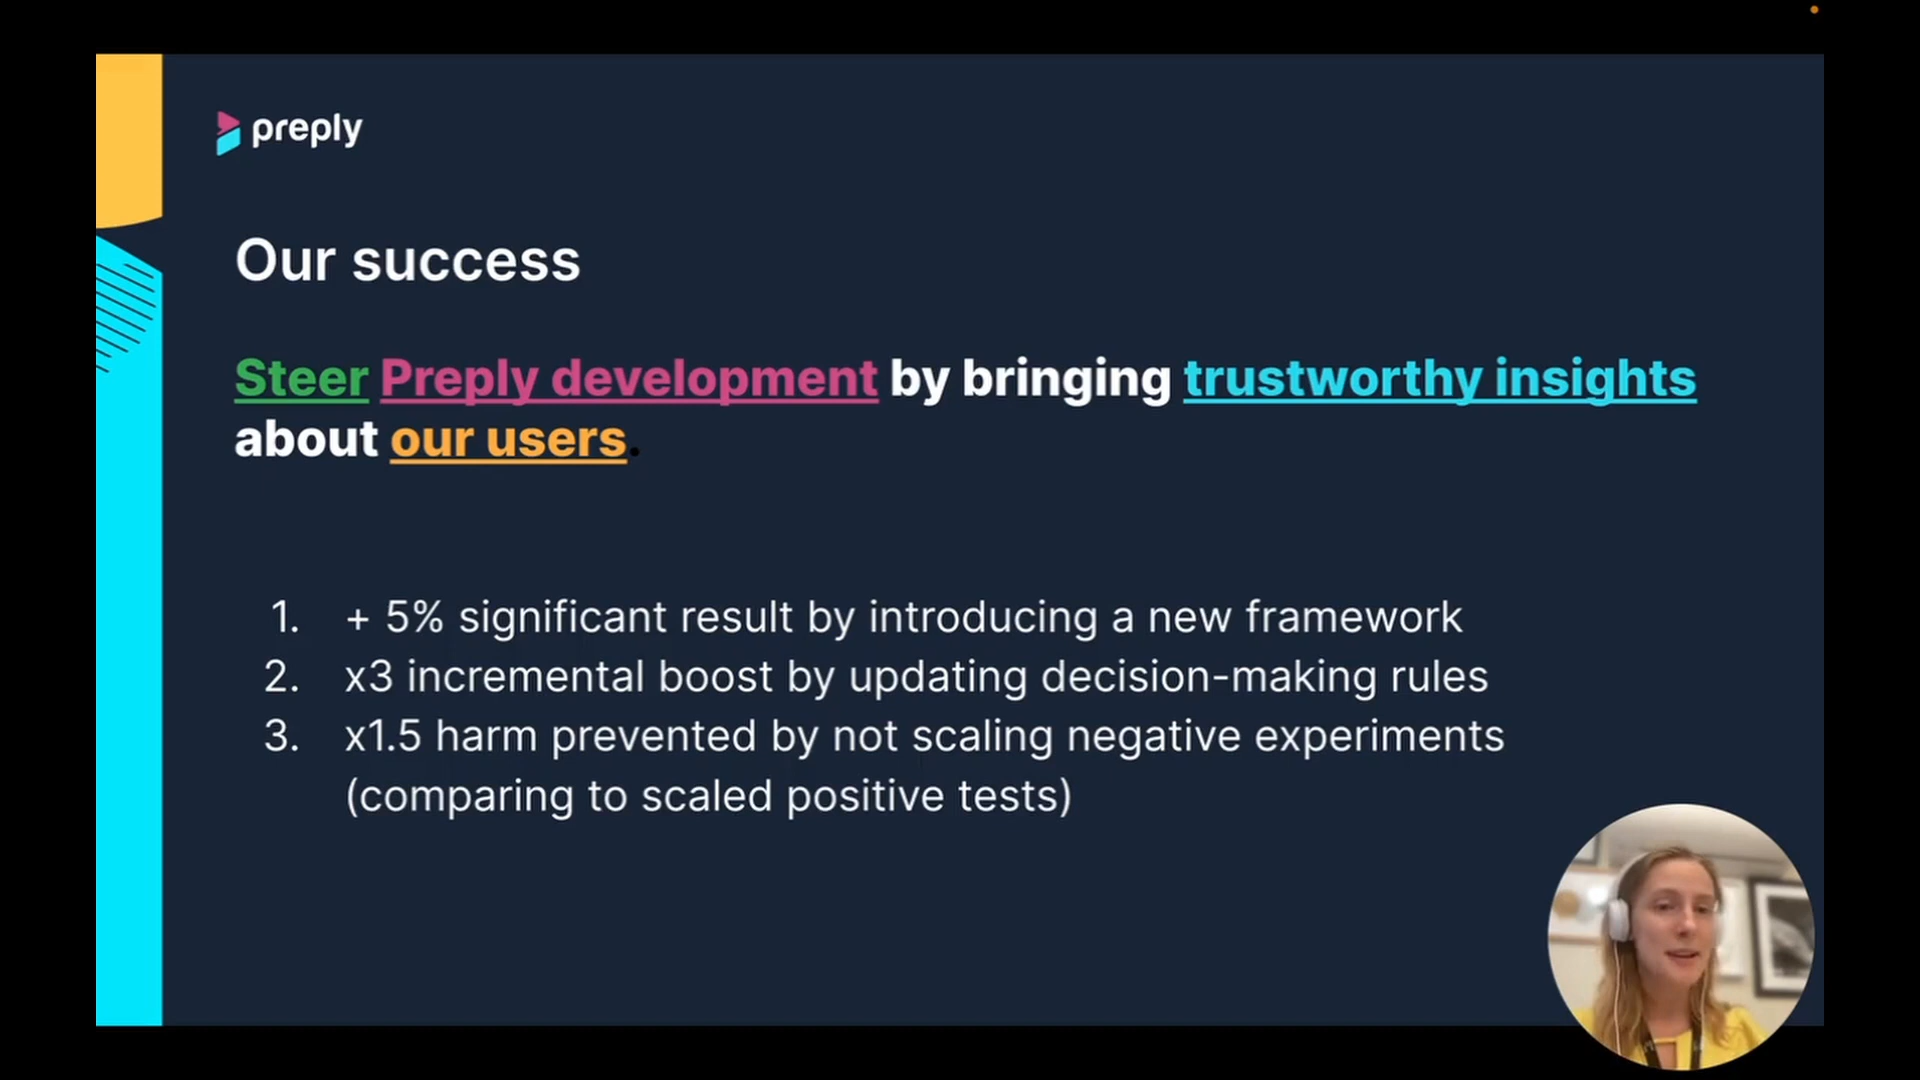 preply
Our success
Steer Preply development by bringing trustworthy insights
about our users.
1. + 5% significant result by introducing a new framework
2. x3 incremental boost by updating decision-making rules
3. x1.5 harm prevented by not scaling negative experiments
(comparing to scaled positive tests)